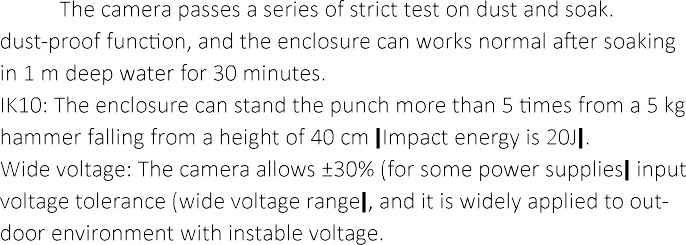 The camera passes a series of strict test on dust and soak.
dust-proof function, and the enclosure can works normal after soaking
in 1 m deep water for 30 minutes.
IK10: The enclosure can stand the punch more than 5 times from a 5 kg
hammer falling from a height of 40 cm |Impact energy is 20J|.
Wide voltage: The camera allows ±30% (for some power supplies| input
voltage tolerance (wide voltage range|, and it is widely applied to out-
door environment with instable voltage.